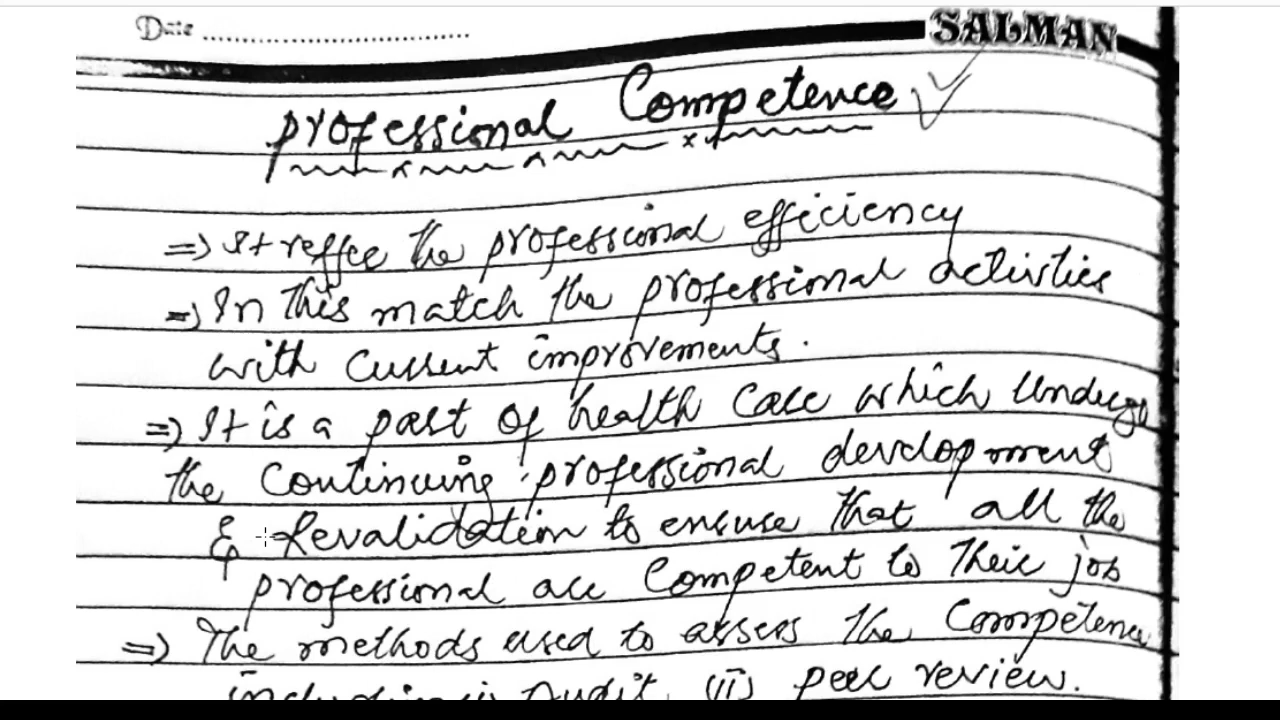 Date ..............................
SALMAN
professional Competence
=> It reffer the professional efficiency
=> In this match the professional activities
with current improvements.
=> It is a part of health care which undergo
the continuing professional development
& Revalidation to ensure that all the
professional are competent to their job
=> The methods used to assess the Competence
including (i) Audit, (ii) peer review.